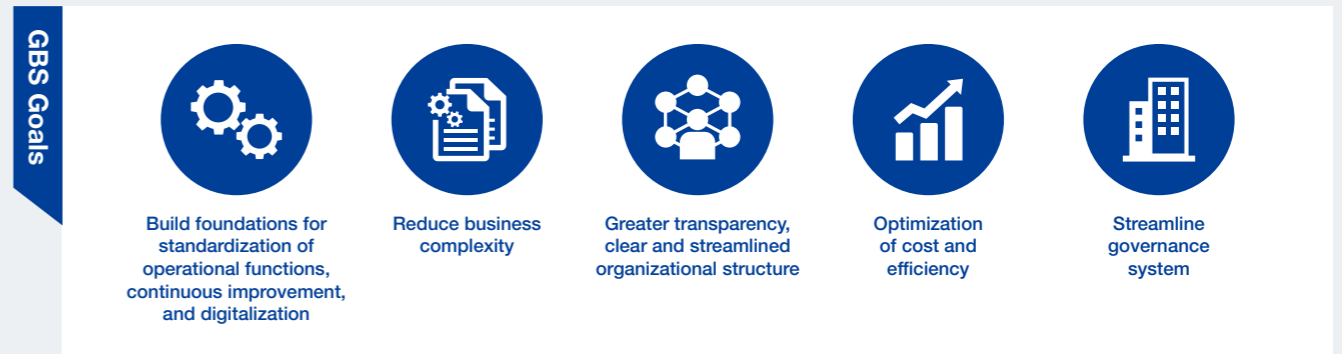 GBS Goals
Build foundations for
standardization of
operational functions,
continuous improvement,
and digitalization
Reduce business
complexity
Greater transparency,
clear and streamlined
organizational structure
Optimization
of cost and
efficiency
Streamline
governance
system